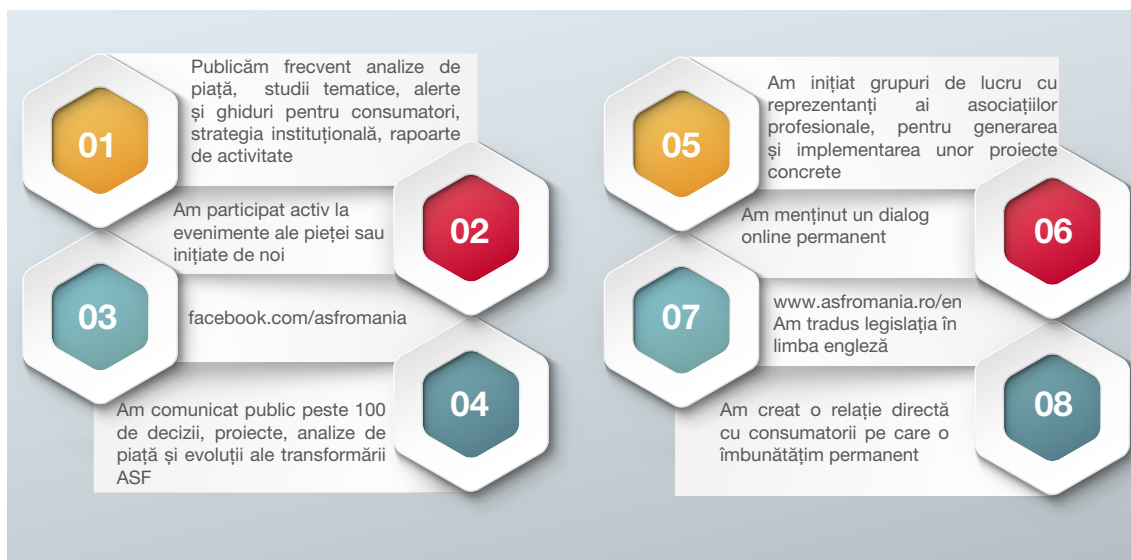 01
Publicăm frecvent analize de
piață, studii tematice, alerte
și ghiduri pentru consumatori,
strategia instituțională, rapoarte
de activitate
02
Am participat activ la
evenimente ale pieței sau
inițiate de noi
03
facebook.com/asfromania
04
Am comunicat public peste 100
de decizii, proiecte, analize de
piață și evoluții ale transformării
ASF
05
Am inițiat grupuri de lucru cu
reprezentanți ai asociațiilor
profesionale, pentru generarea
și implementarea unor proiecte
concrete
06
Am menținut un dialog
online permanent
07
www.asfromania.ro/en
Am tradus legislația în
limba engleză
08
Am creat o relație directă
cu consumatorii pe care o
îmbunătățim permanent